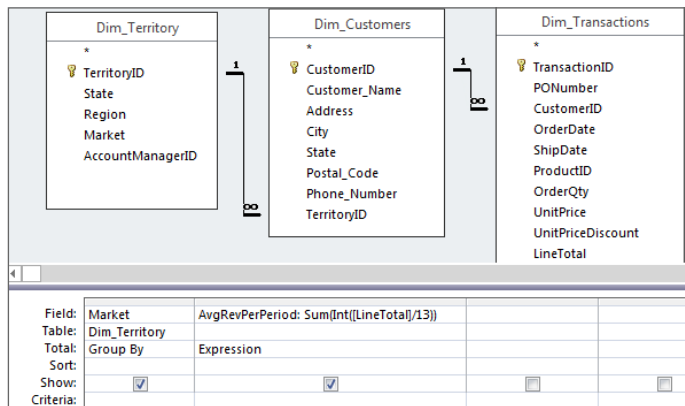 Dim_Territory
*
TerritoryID
State
Region
Market
AccountManagerID
1
∞
Dim_Customers
*
CustomerID
Customer_Name
Address
City
State
Postal_Code
Phone_Number
TerritoryID
1
∞
Dim_Transactions
*
TransactionID
PONumber
CustomerID
OrderDate
ShipDate
ProductID
OrderQty
UnitPrice
UnitPriceDiscount
LineTotal
Field: Market AvgRevPerPeriod: Sum(Int([LineTotal]/13))
Table: Dim_Territory
Total: Group By Expression
Sort:
Show:
Criteria: